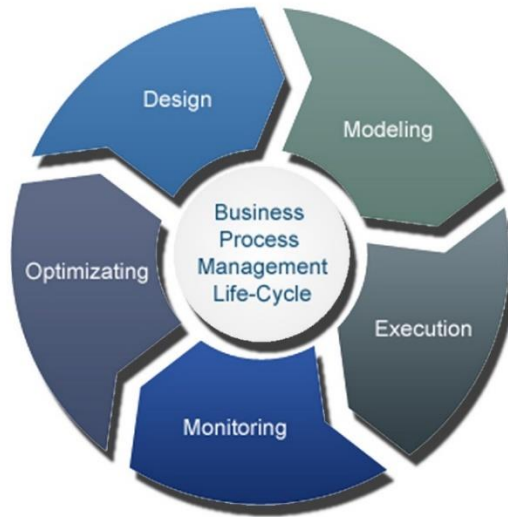 Design
Modeling
Business
Process
Management
Life-Cycle
Optimizating
Execution
Monitoring